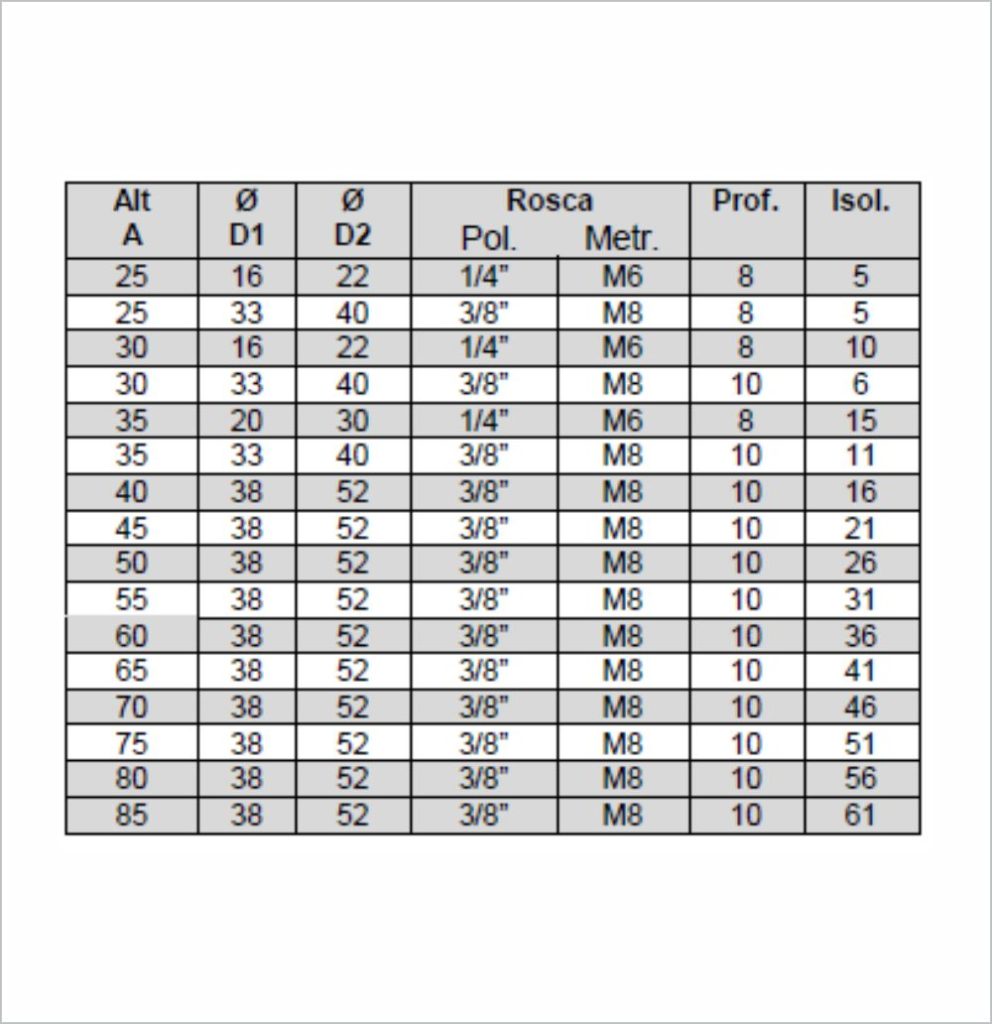 Alt Ø Ø Rosca Prof. Isol.
A D1 D2 Pol. Metr.
25 16 22 1/4” M6 8 5
25 33 40 3/8” M8 8 5
30 16 22 1/4” M6 8 10
30 33 40 3/8” M8 10 6
35 20 30 1/4” M6 8 15
35 33 40 3/8” M8 10 11
40 38 52 3/8” M8 10 16
45 38 52 3/8” M8 10 21
50 38 52 3/8” M8 10 26
55 38 52 3/8” M8 10 31
60 38 52 3/8” M8 10 36
65 38 52 3/8” M8 10 41
70 38 52 3/8” M8 10 46
75 38 52 3/8” M8 10 51
80 38 52 3/8” M8 10 56
85 38 52 3/8” M8 10 61